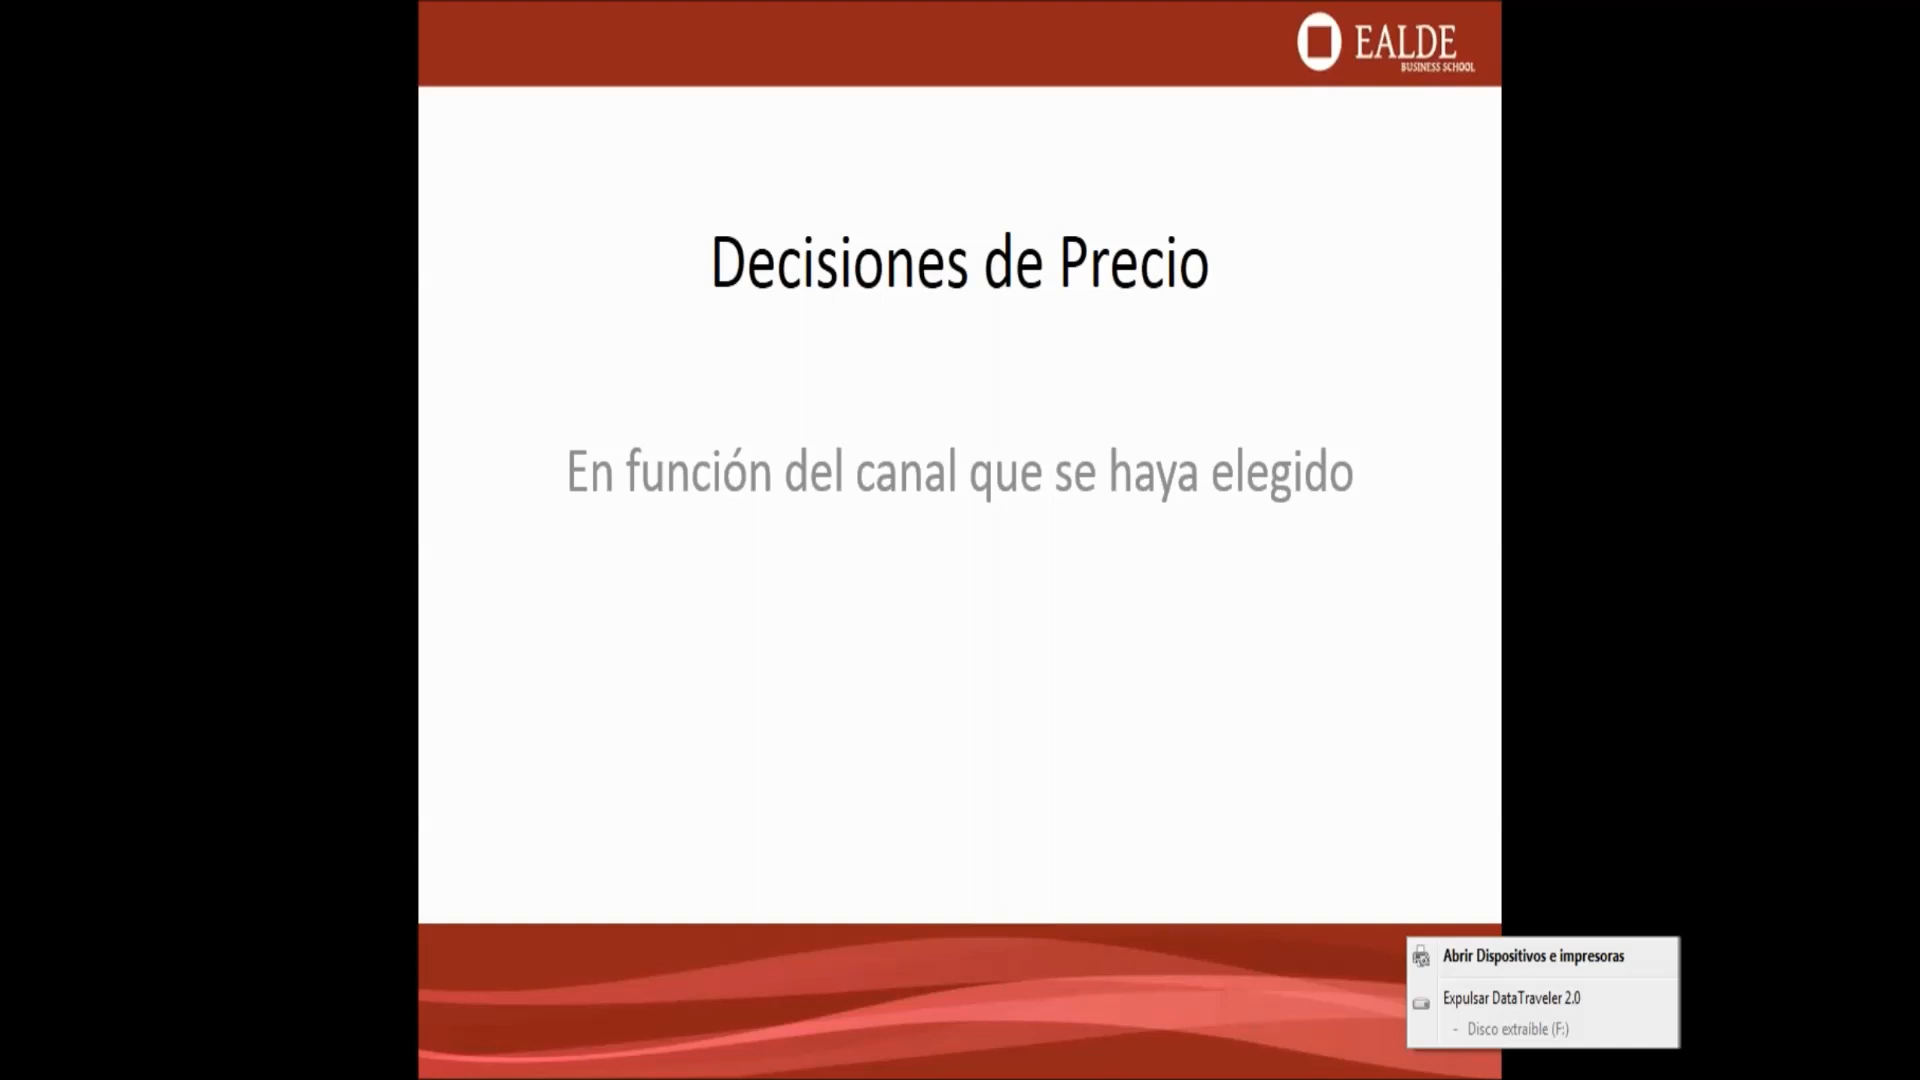 EALDE
BUSINESS SCHOOL
Decisiones de Precio
En función del canal que se haya elegido
Abrir Dispositivos e impresoras
Expulsar DataTraveler 2.0
- Disco extraíble (F:)